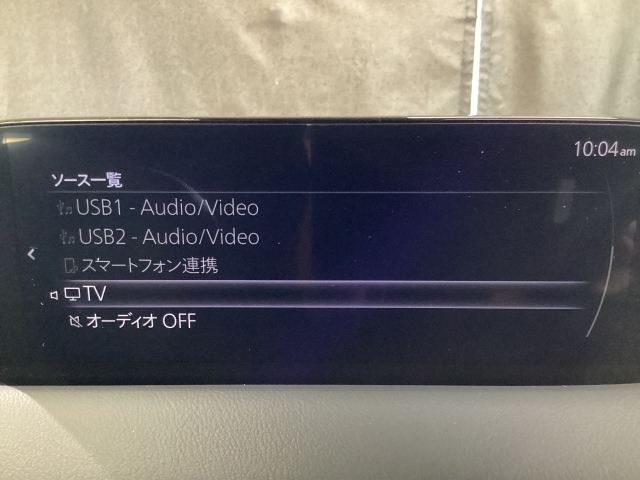 10:04am
ソース一覧
USB1 - Audio/Video
USB2 - Audio/Video
スマートフォン連携
TV
オーディオ OFF